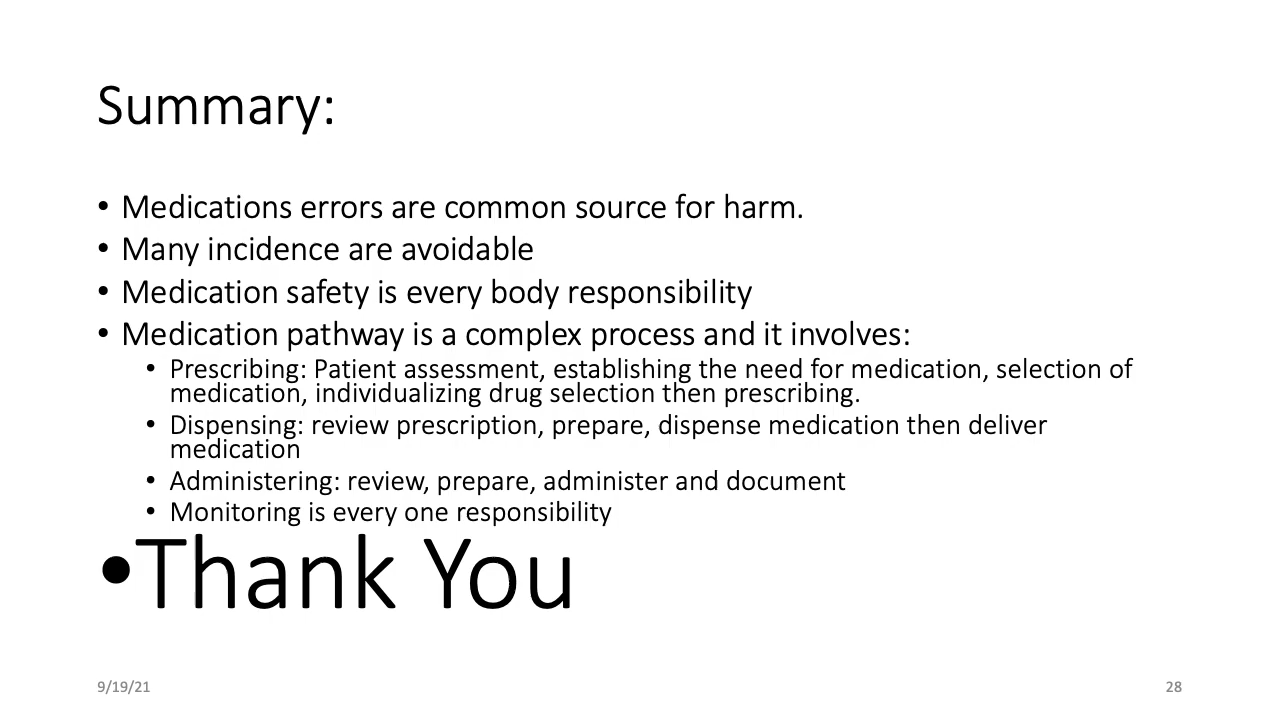 Summary:
• Medications errors are common source for harm.
• Many incidence are avoidable
• Medication safety is every body responsibility
• Medication pathway is a complex process and it involves:
• Prescribing: Patient assessment, establishing the need for medication, selection of
medication, individualizing drug selection then prescribing.
• Dispensing: review prescription, prepare, dispense medication then deliver
medication
• Administering: review, prepare, administer and document
• Monitoring is every one responsibility
•Thank You
9/19/21
28